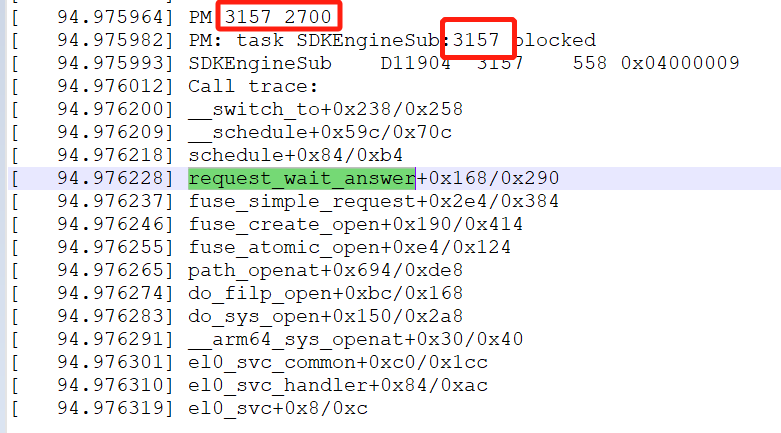 [   94.975964] PM 3157 2700
[   94.975982] PM: task SDKEngineSub:3157 blocked
[   94.975993] SDKEngineSub    D11904  3157    558 0x04000009
[   94.976012] Call trace:
[   94.976200] __switch_to+0x238/0x258
[   94.976209] __schedule+0x59c/0x70c
[   94.976218] schedule+0x84/0xb4
[   94.976228] request_wait_answer+0x168/0x290
[   94.976237] fuse_simple_request+0x2e4/0x384
[   94.976246] fuse_create_open+0x190/0x414
[   94.976255] fuse_atomic_open+0xe4/0x124
[   94.976265] path_openat+0x694/0xde8
[   94.976274] do_filp_open+0xbc/0x168
[   94.976283] do_sys_open+0x150/0x2a8
[   94.976291] __arm64_sys_openat+0x30/0x40
[   94.976301] el0_svc_common+0xc0/0x1cc
[   94.976310] el0_svc_handler+0x84/0xac
[   94.976319] el0_svc+0x8/0xc